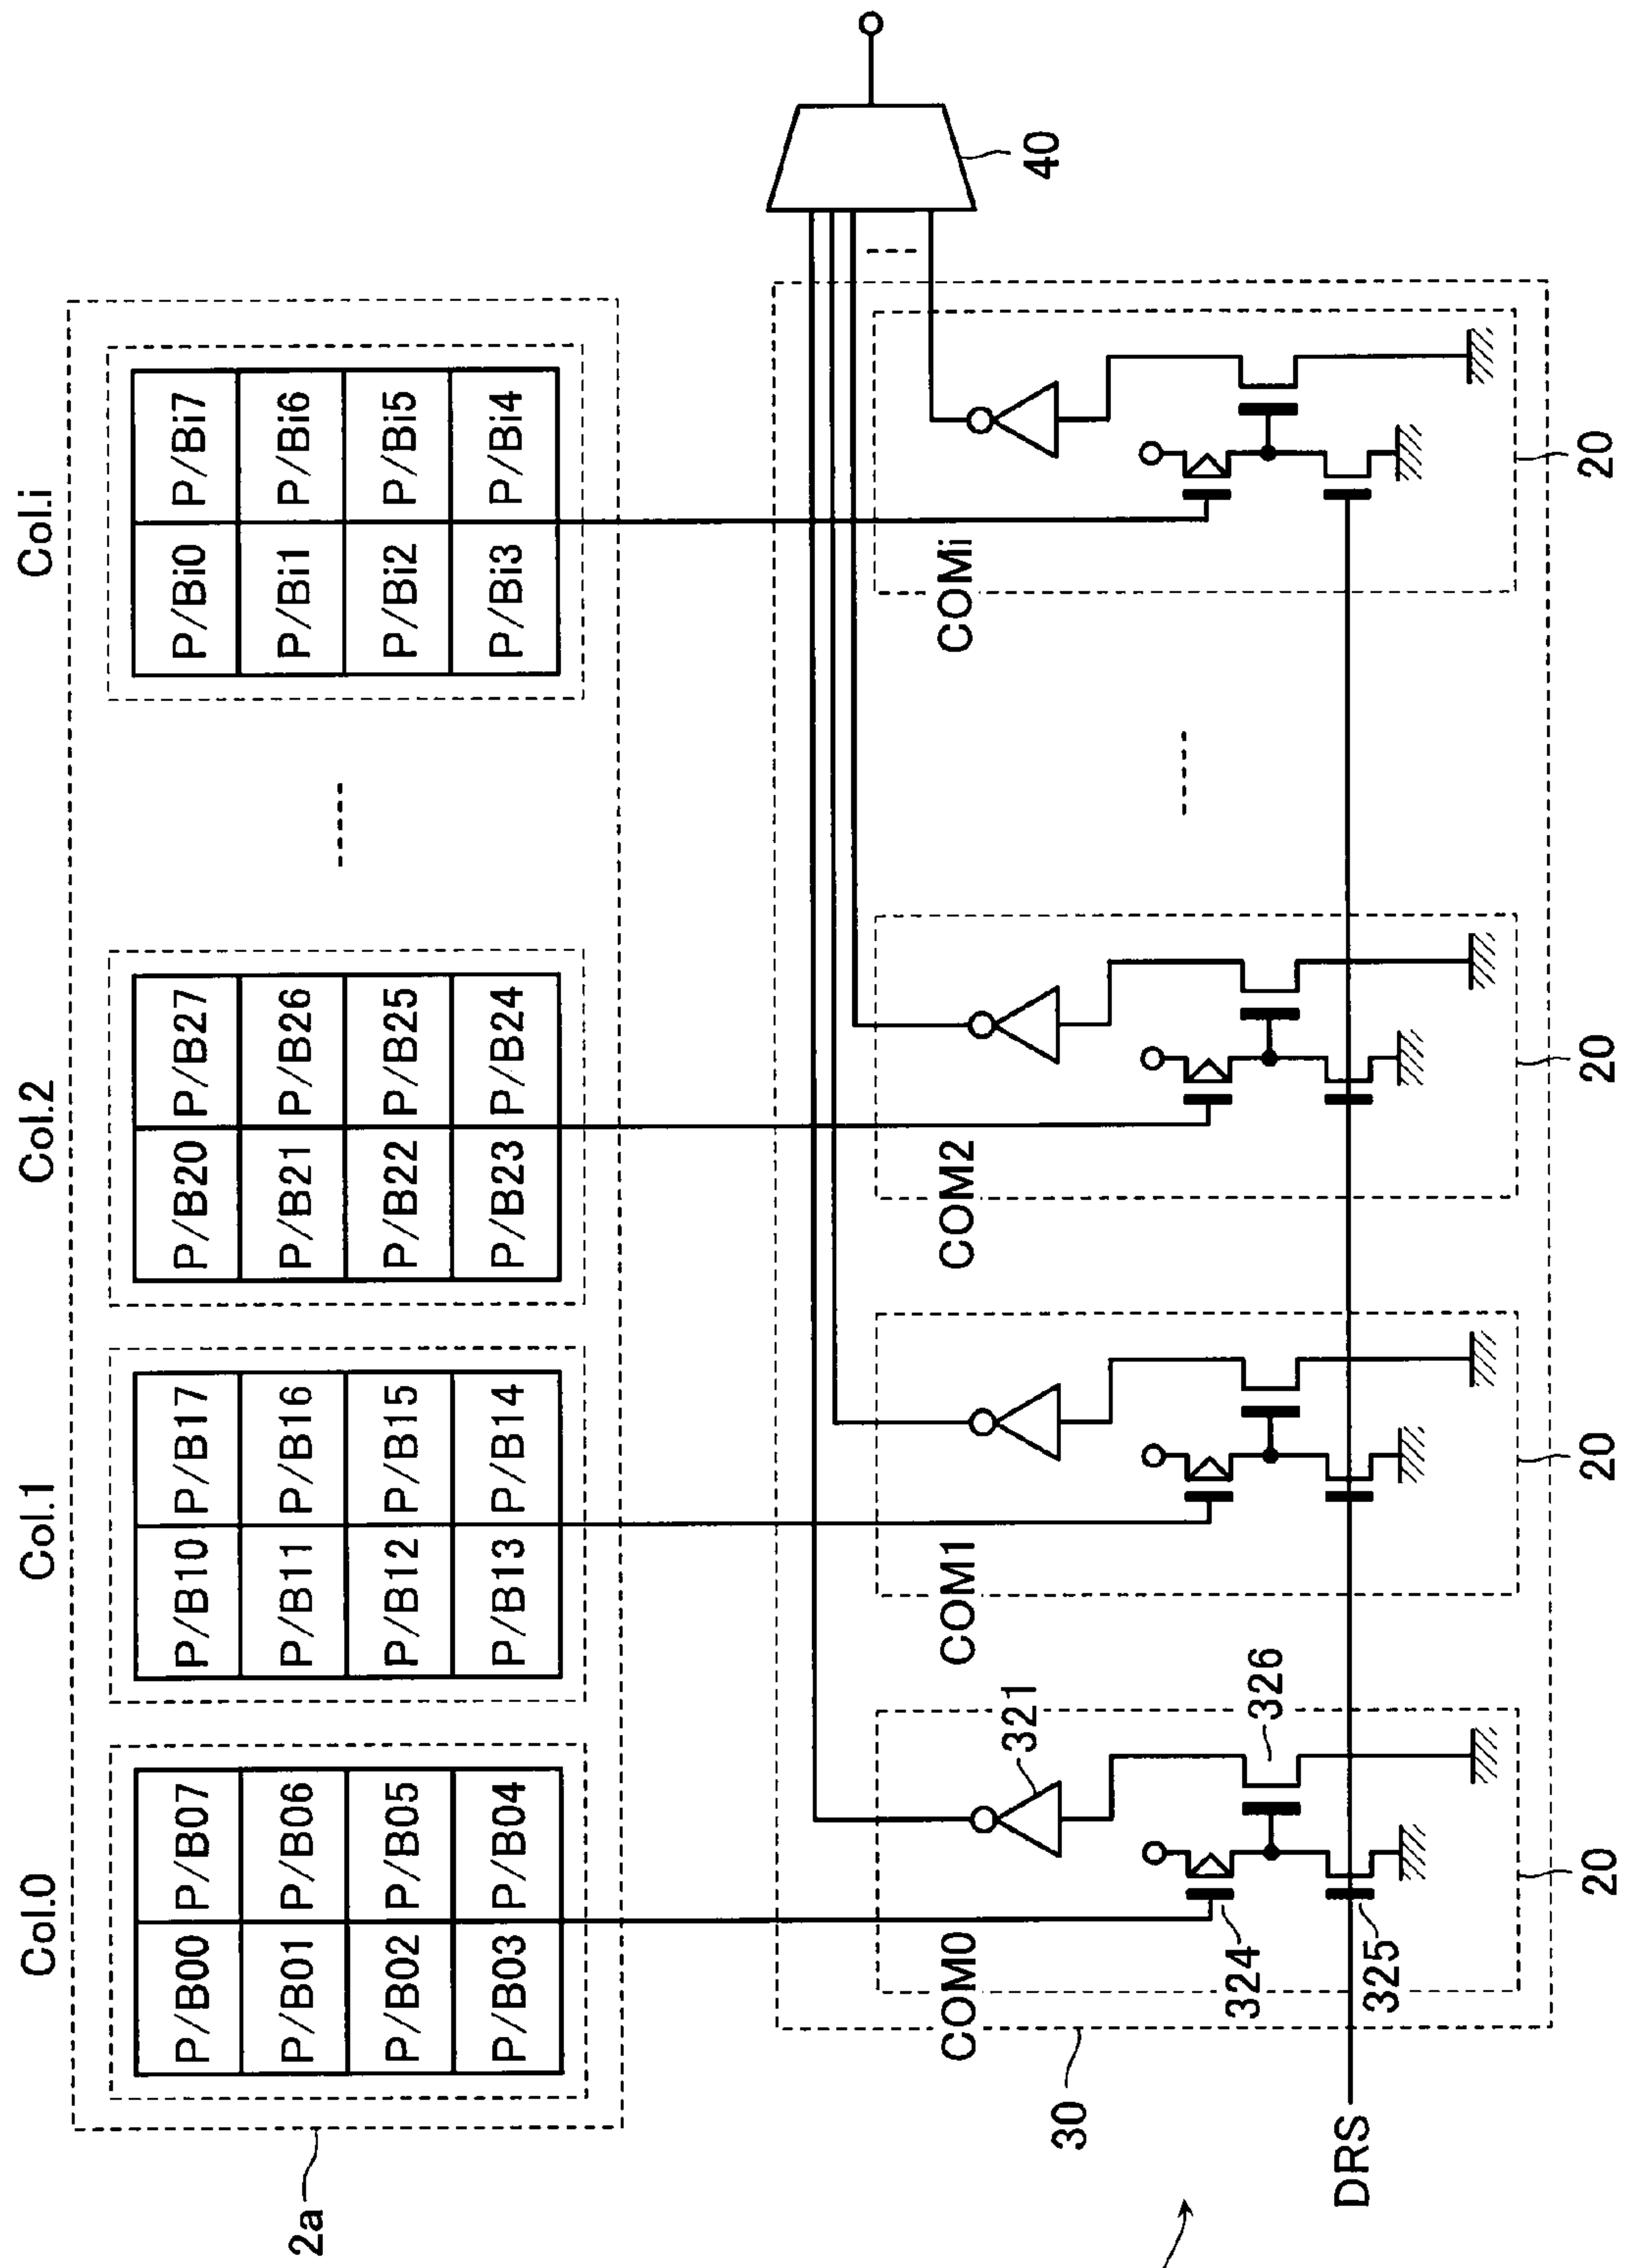 Col.0
Col.1
Col.2
Col.i
P/B00 P/B07
P/B01 P/B06
P/B02 P/B05
P/B03 P/B04
P/B10 P/B17
P/B11 P/B16
P/B12 P/B15
P/B13 P/B14
P/B20 P/B27
P/B21 P/B26
P/B22 P/B25
P/B23 P/B24
P/Bi0 P/Bi7
P/Bi1 P/Bi6
P/Bi2 P/Bi5
P/Bi3 P/Bi4
2a
40
30
COM0
COM1
COM2
COMi
321
324
326
325
DRS
20
20
20
20